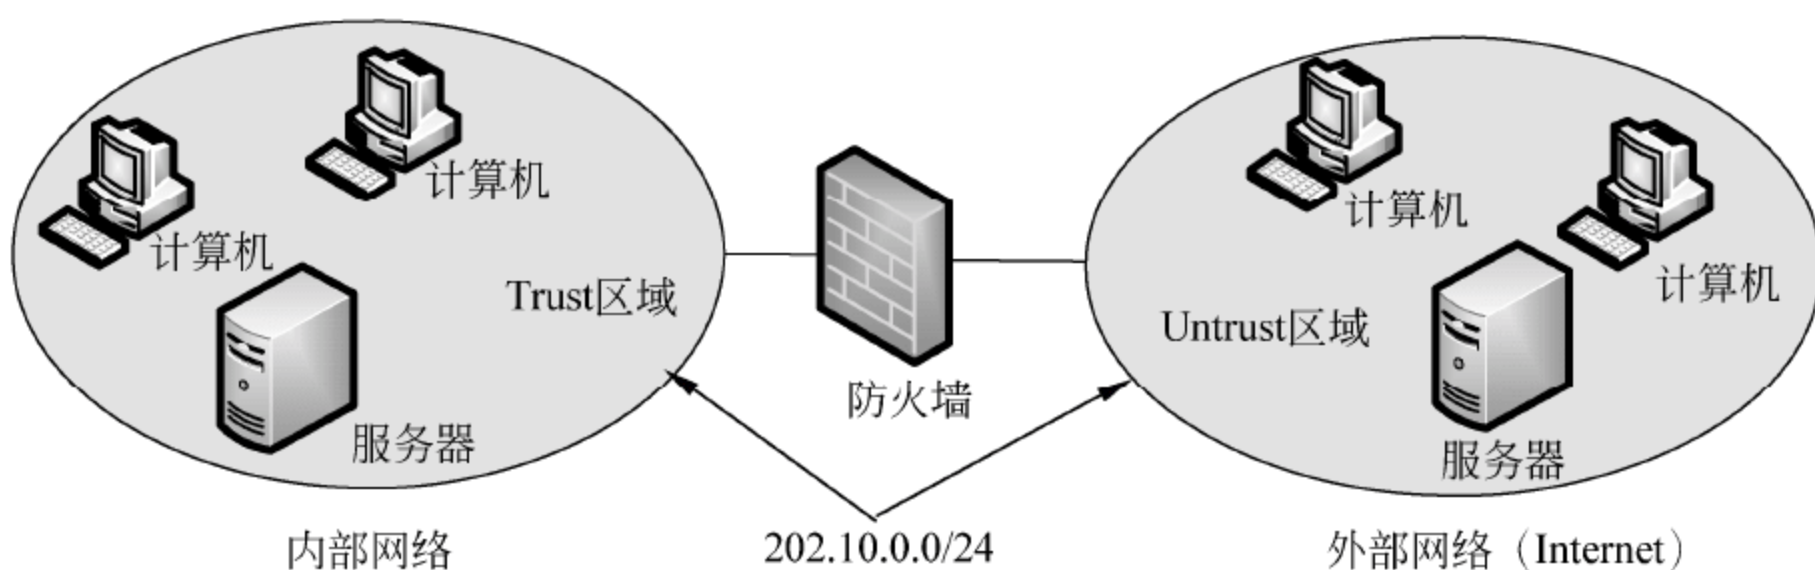 计算机
计算机
计算机
计算机
Trust区域
Untrust区域
防火墙
服务器
服务器
内部网络
202.10.0.0/24
外部网络（Internet）